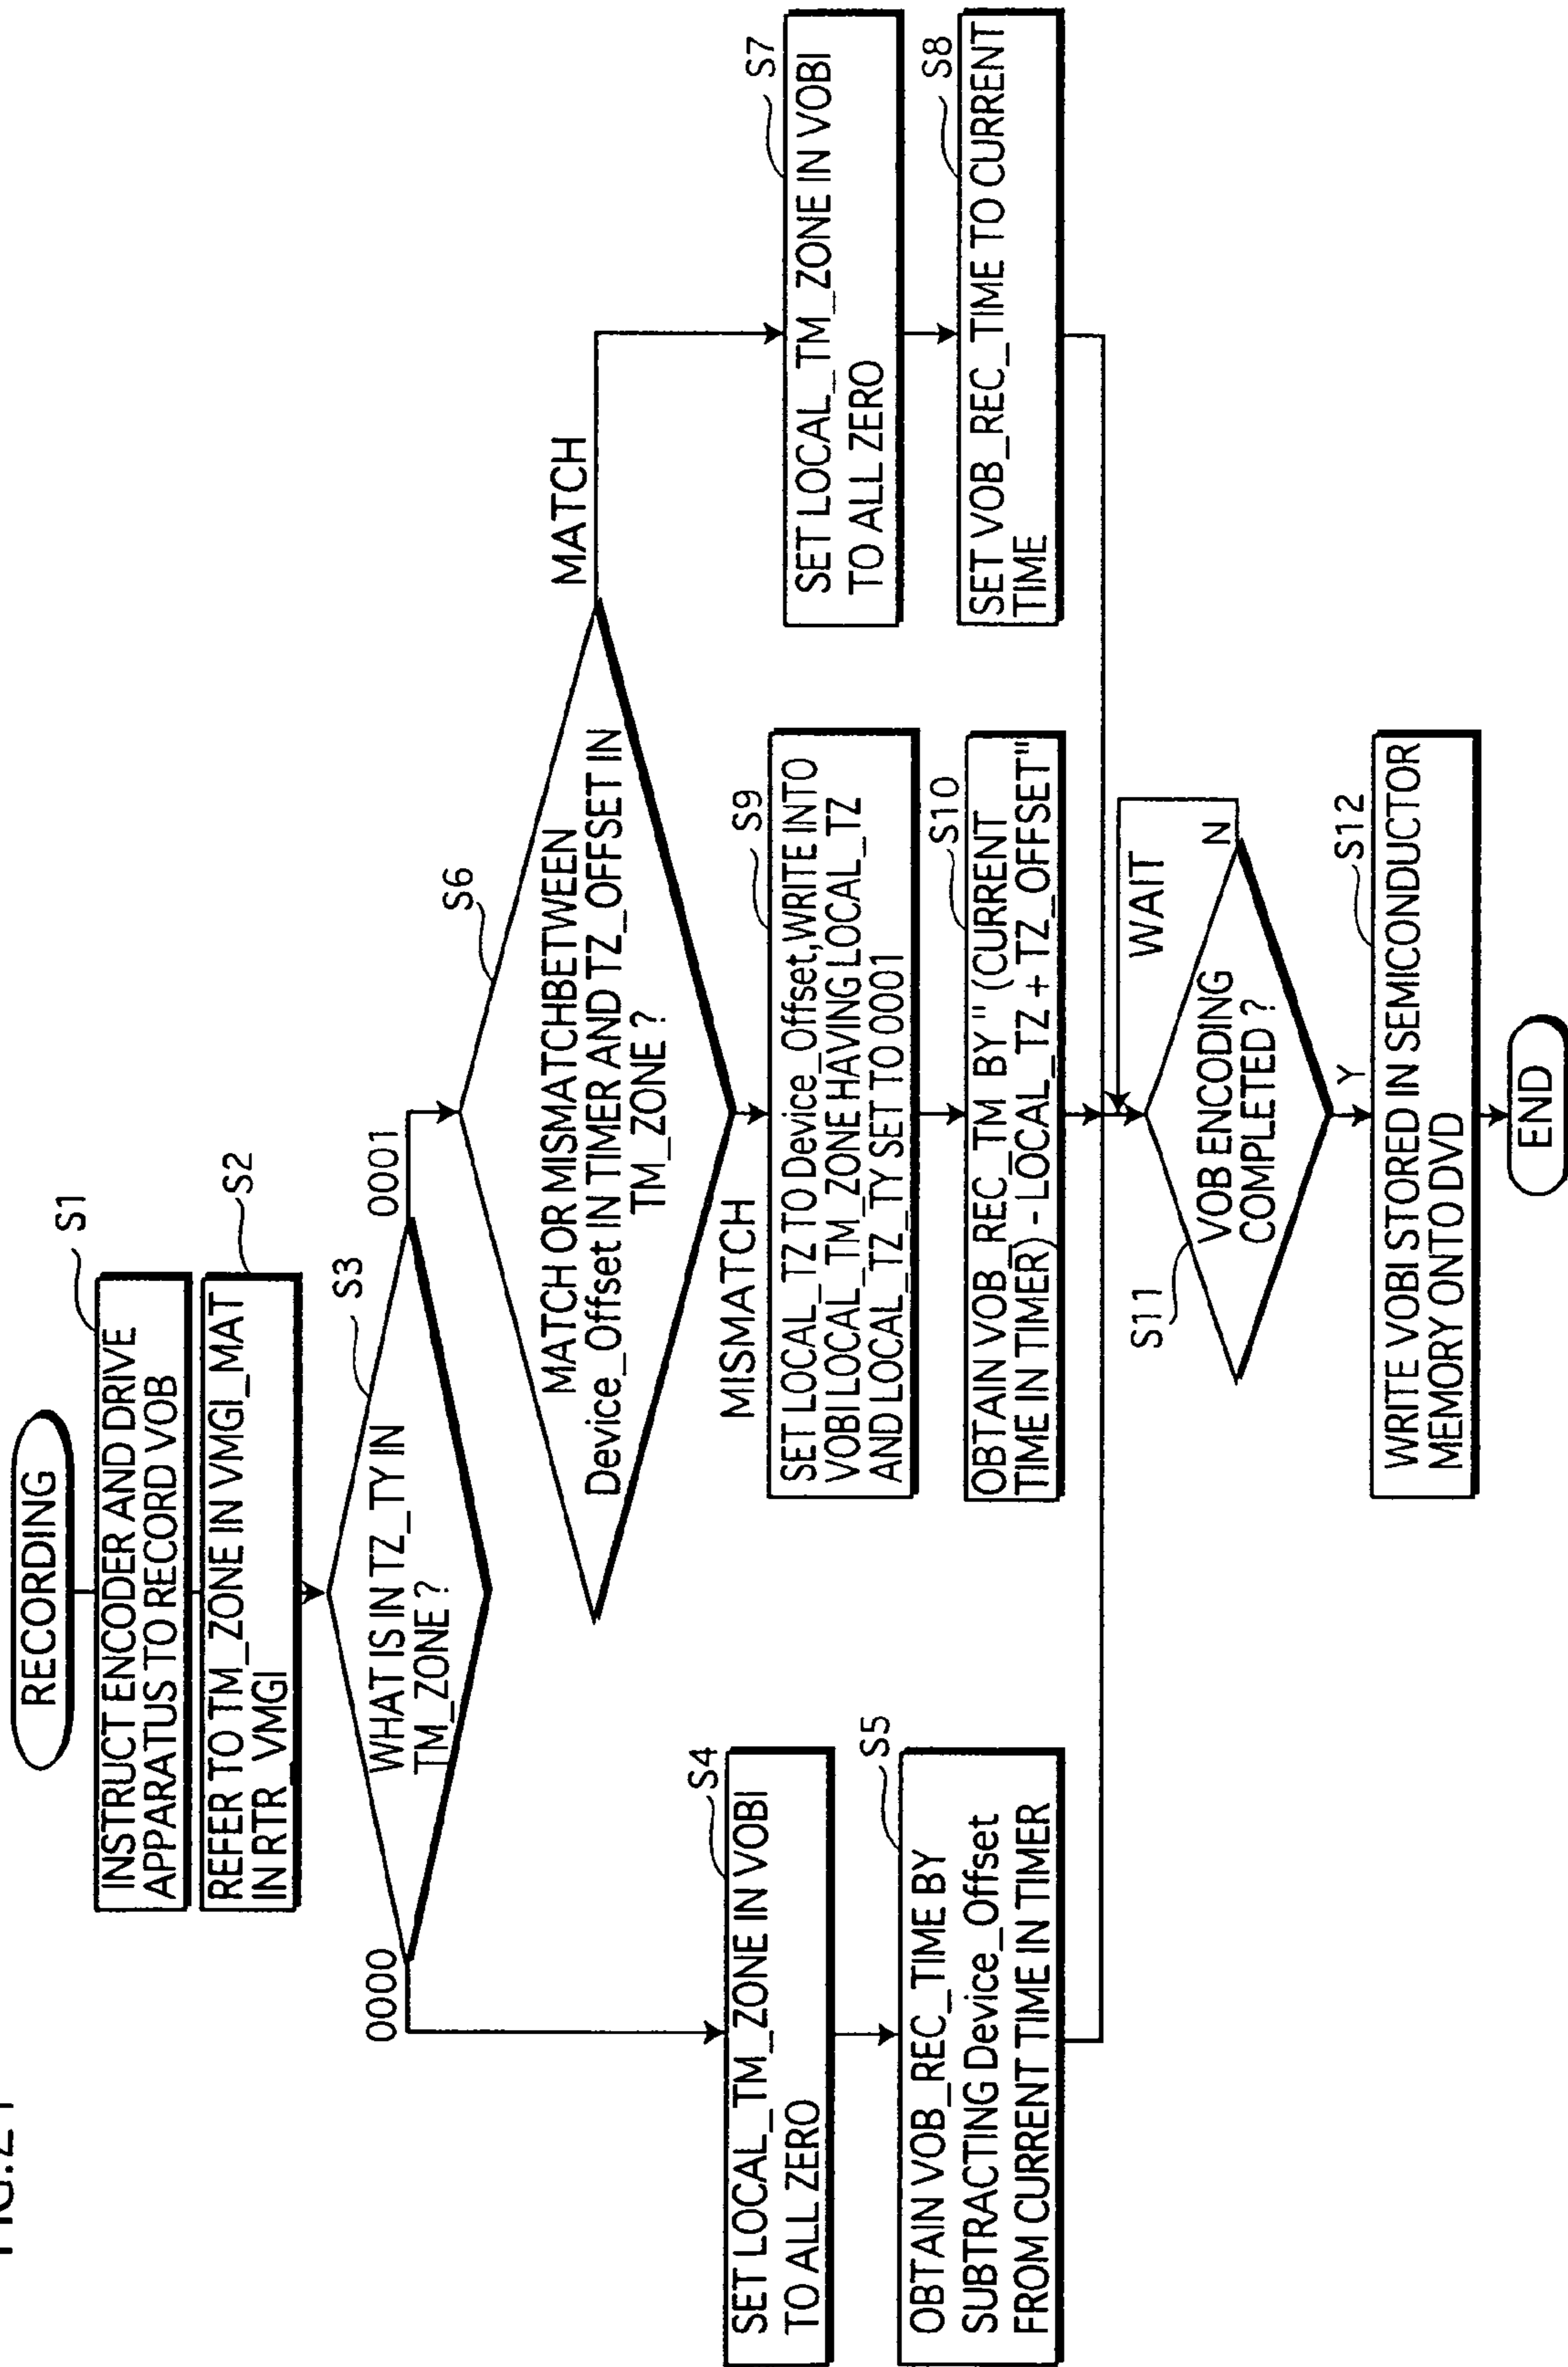 RECORDING
S1
INSTRUCT ENCODER AND DRIVE
APPARATUS TO RECORD VOB
S2
REFER TO TM_ZONE IN VMGI_MAT
IN RTR_VMGI
S3
WHAT IS IN TZ_TY IN
TM_ZONE ?
0000
0001
S4
SET LOCAL_TM_ZONE IN VOBI
TO ALL ZERO
S5
OBTAIN VOB_REC_TIME BY
SUBTRACTING Device_Offset
FROM CURRENT TIME IN TIMER
S6
MATCH OR MISMATCHBETWEEN
Device_Offset IN TIMER AND TZ_OFFSET IN
TM_ZONE ?
MATCH
MISMATCH
S7
SET LOCAL_TM_ZONE IN VOBI
TO ALL ZERO
S8
SET VOB_REC_TIME TO CURRENT
TIME
S9
SET LOCAL_TZ TO Device_Offset,WRITE INTO
VOBI LOCAL_TM_ZONE HAVING LOCAL_TZ
AND LOCAL_TZ_TY SET TO 0001
S10
OBTAIN VOB_REC_TM BY " (CURRENT
TIME IN TIMER) - LOCAL_TZ + TZ_OFFSET"
S11
VOB ENCODING
COMPLETED ?
WAIT
N
Y
S12
WRITE VOBI STORED IN SEMICONDUCTOR
MEMORY ONTO DVD
END